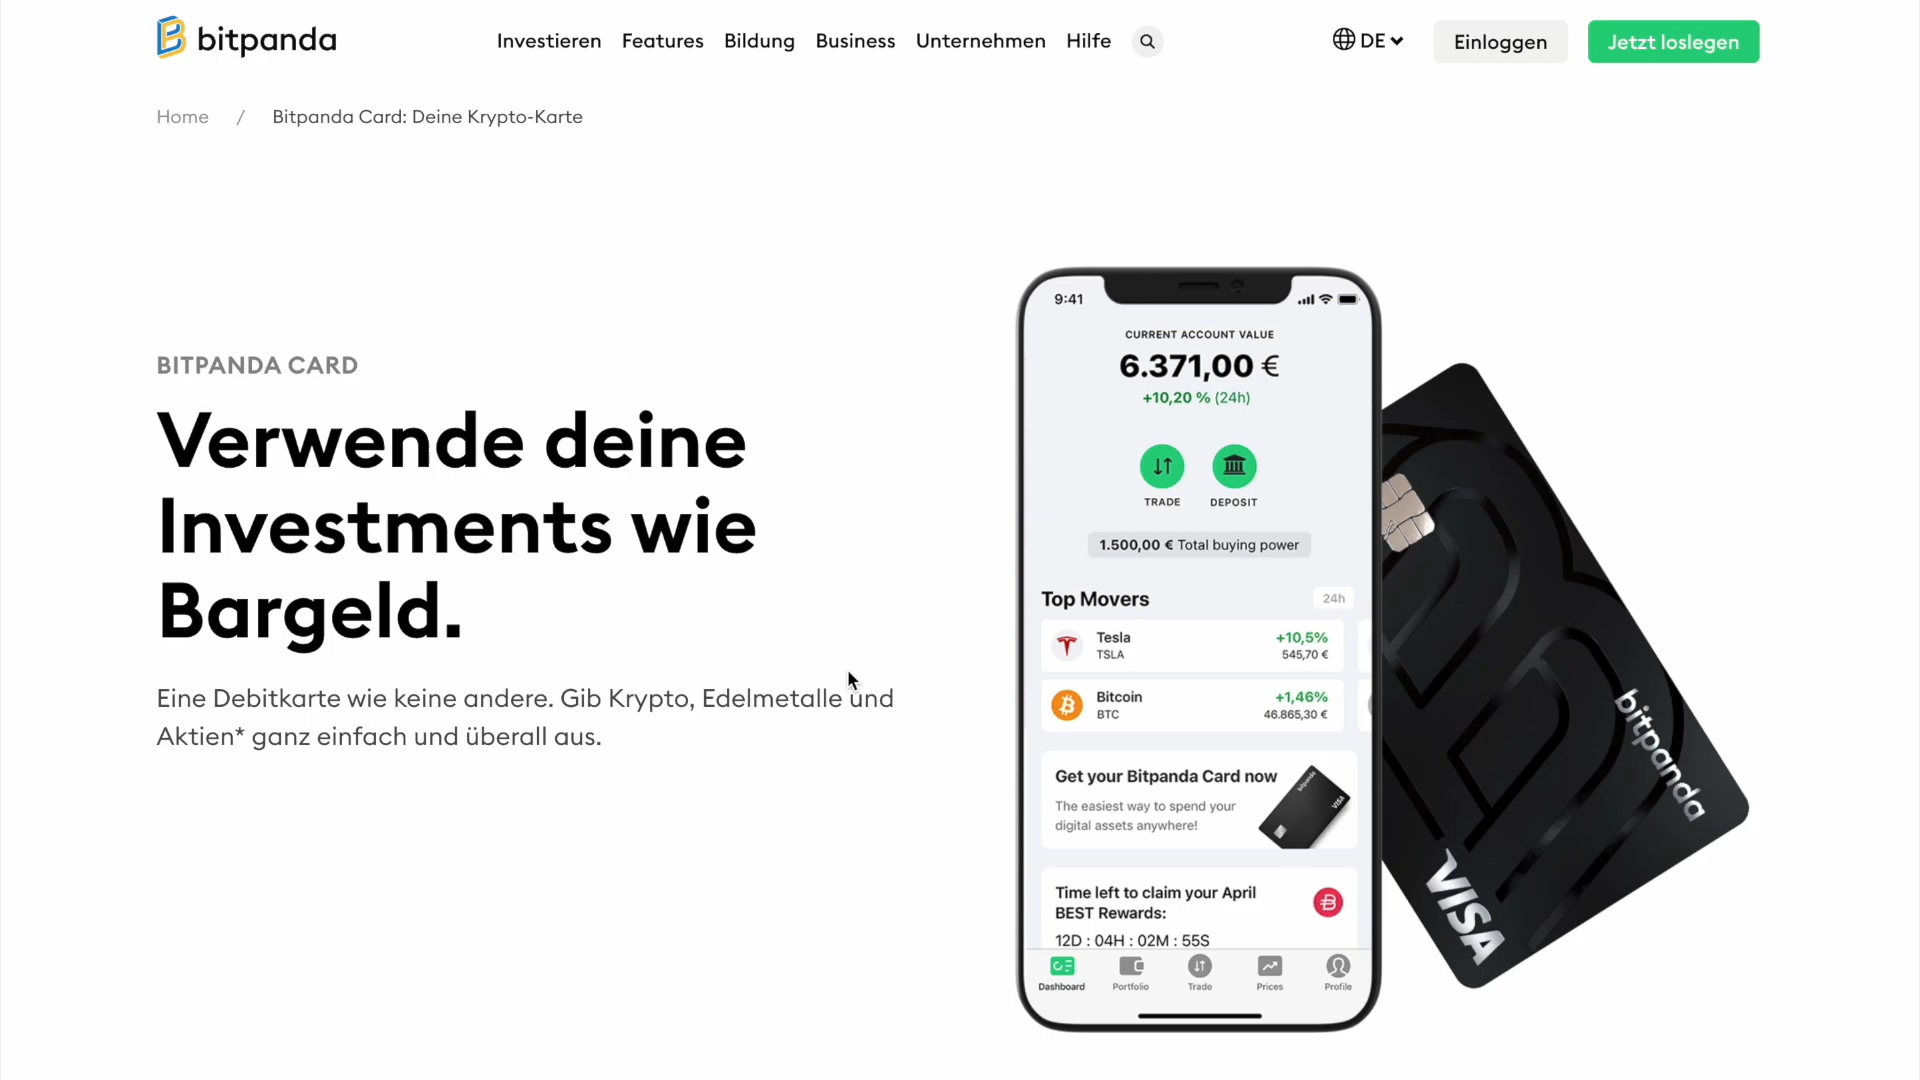 bitpanda
Investieren Features Bildung Business Unternehmen Hilfe
DE
Einloggen
Jetzt loslegen
Home / Bitpanda Card: Deine Krypto-Karte
BITPANDA CARD
Verwende deine
Investments wie
Bargeld.
Eine Debitkarte wie keine andere. Gib Krypto, Edelmetalle und
Aktien* ganz einfach und überall aus.
9:41
CURRENT ACCOUNT VALUE
6.371,00 €
+10,20 % (24h)
TRADE DEPOSIT
1.500,00 € Total buying power
Top Movers 24h
Tesla +10,5%
TSLA 545,70 €
Bitcoin +1,46%
BTC 46.865,30 €
Get your Bitpanda Card now
The easiest way to spend your
digital assets anywhere!
bitpanda
VISA
Time left to claim your April
BEST Rewards:
12D : 04H : 02M : 55S
Dashboard Portfolio Trade Prices Profile
bitpanda
VISA